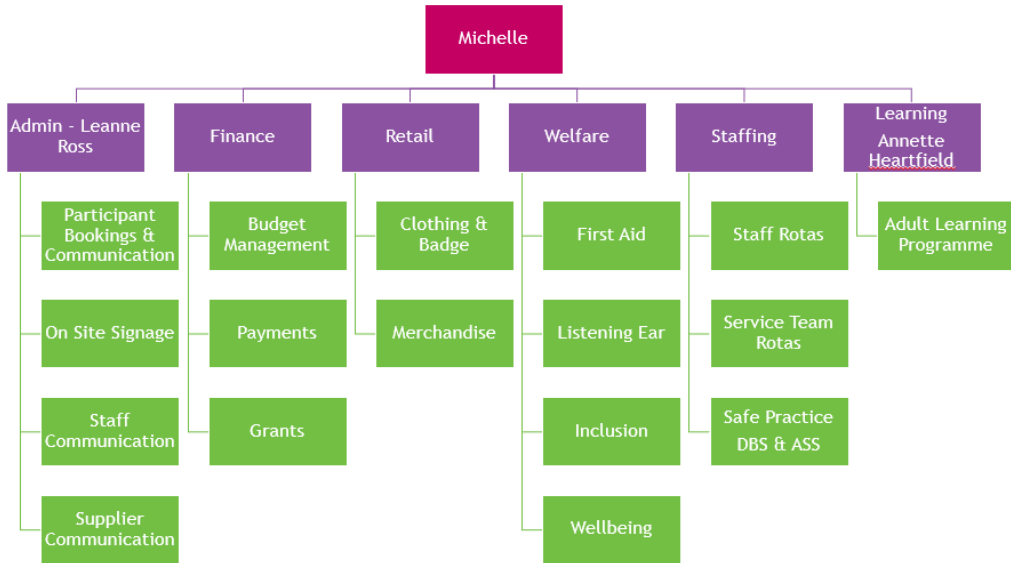 Michelle
Admin - Leanne
Ross
Finance
Retail
Welfare
Staffing
Learning
Annette
Heartfield
Participant
Bookings &
Communication
Budget
Management
Clothing &
Badge
First Aid
Staff Rotas
Adult Learning
Programme
On Site Signage
Payments
Merchandise
Listening Ear
Service Team
Rotas
Staff
Communication
Grants
Inclusion
Safe Practice
DBS & ASS
Supplier
Communication
Wellbeing